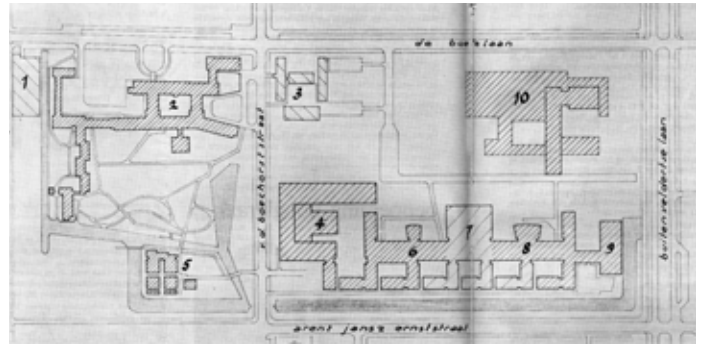 de boelelaan
1
2
3
10
v.d. boechorststraat
buitenveldertse laan
4
6
7
8
9
5
arent jansz ernststraat